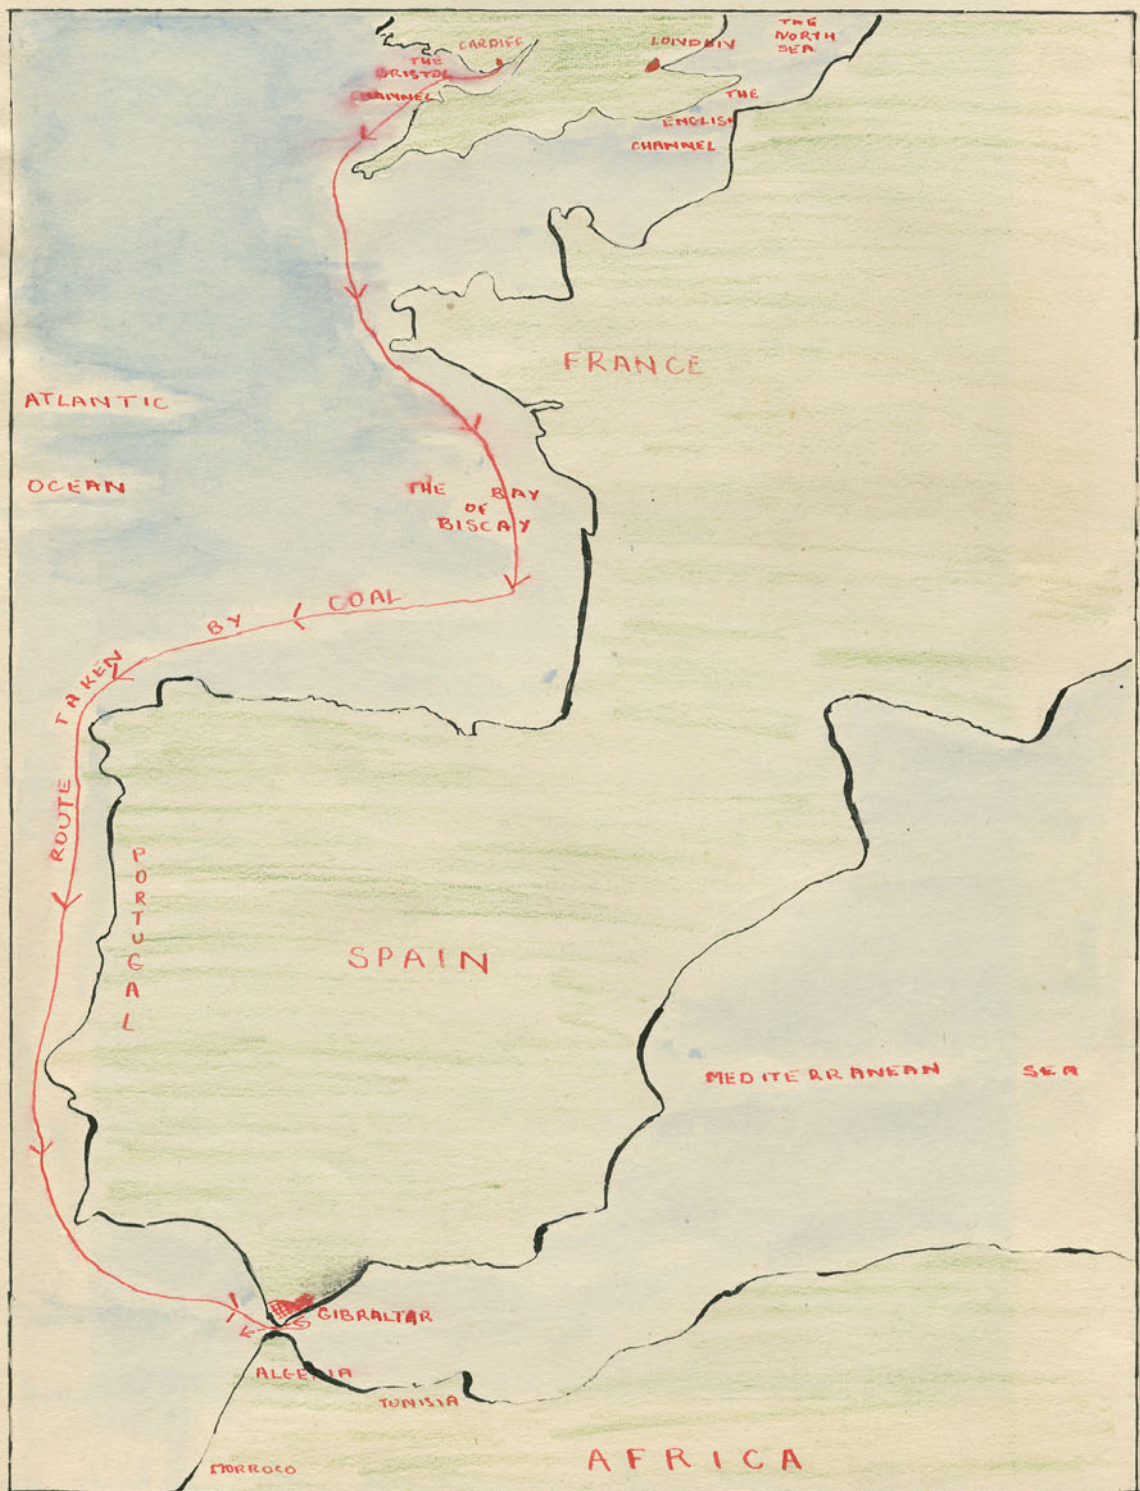 CARDIFF
LONDON
THE
NORTH
SEA
THE
BRISTOL
CHANNEL
THE
ENGLISH
CHANNEL
FRANCE
ATLANTIC
OCEAN
THE BAY
OF
BISCAY
ROUTE TAKEN BY COAL
PORTUGAL
SPAIN
MEDITERRANEAN SEA
GIBRALTAR
ALGERIA
TUNISIA
MORROCO
AFRICA